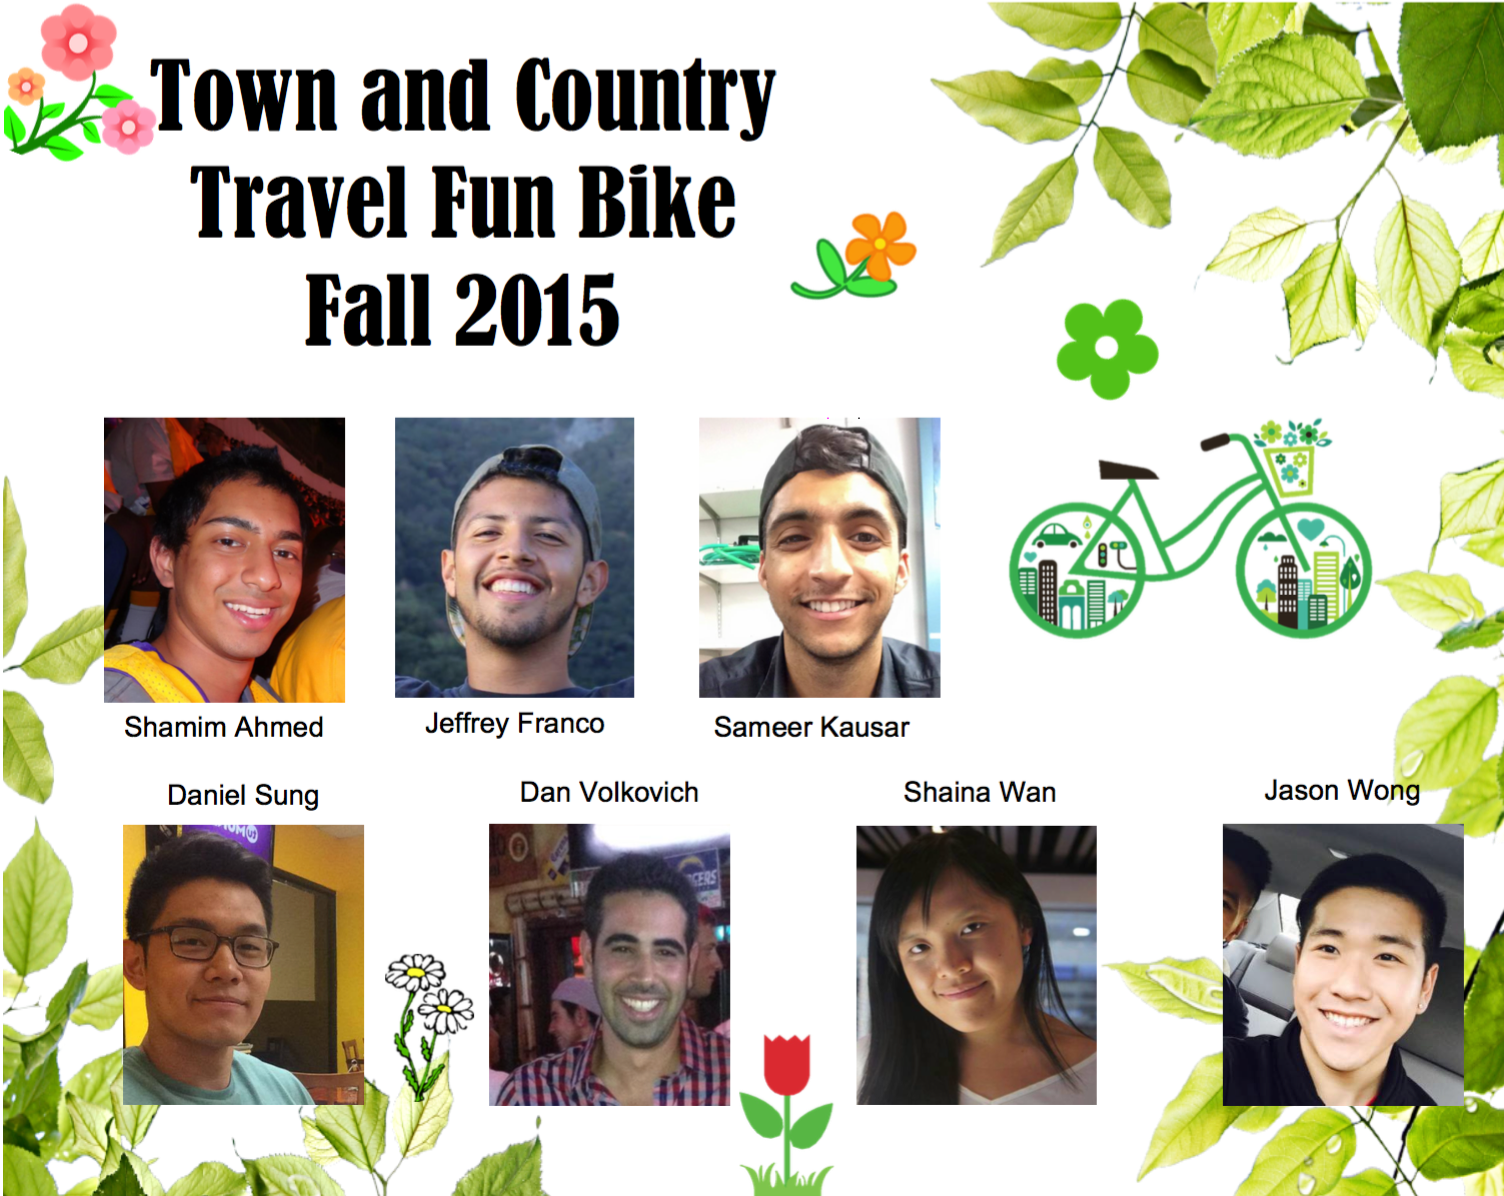 Town and Country
Travel Fun Bike
Fall 2015
Shamim Ahmed
Jeffrey Franco
Sameer Kausar
Daniel Sung
Dan Volkovich
Shaina Wan
Jason Wong